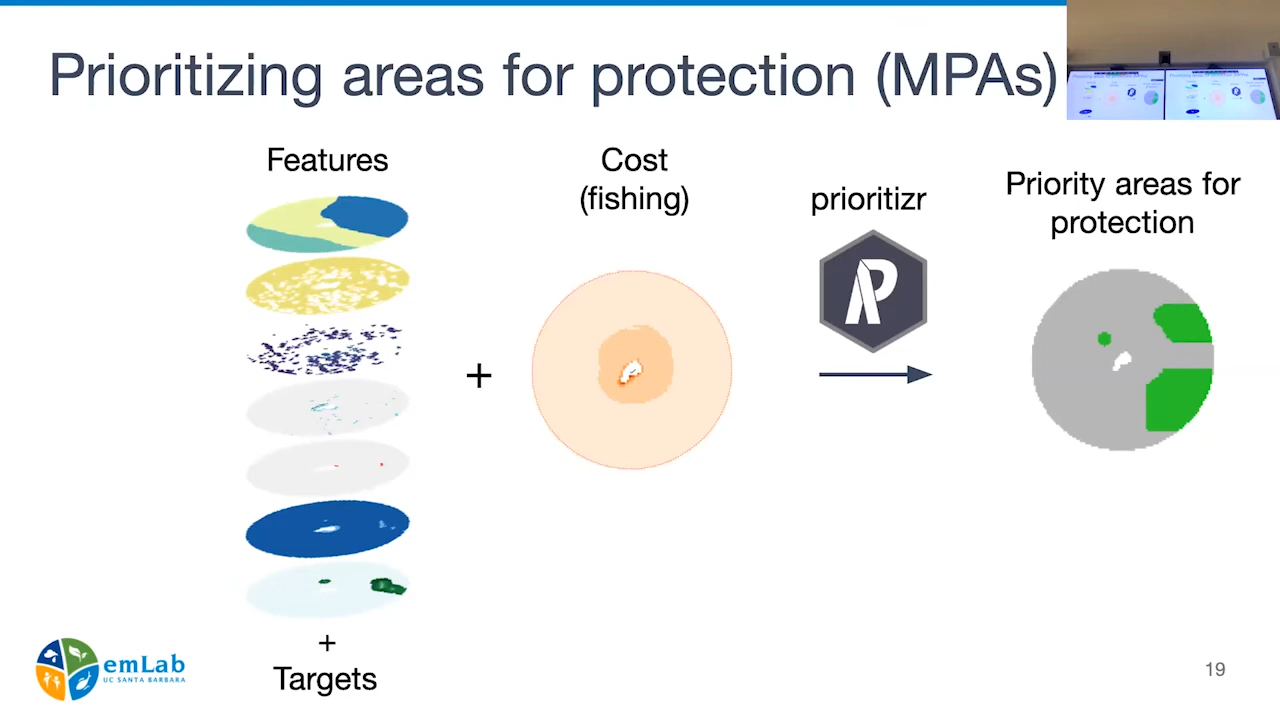 Prioritizing areas for protection (MPAs)
Features
Cost
(fishing)
prioritizr
Priority areas for
protection
+
+
Targets
emLab
UC SANTA BARBARA
19